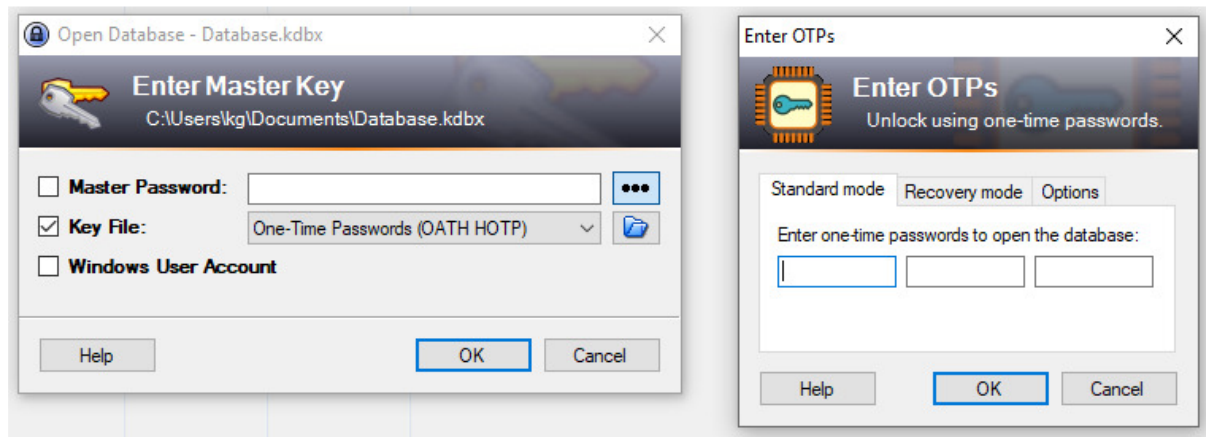 Open Database - Database.kdbx
Enter Master Key
C:\Users\kg\Documents\Database.kdbx
Master Password:
Key File:
One-Time Passwords (OATH HOTP)
Windows User Account
Help
OK
Cancel
Enter OTPs
Enter OTPs
Unlock using one-time passwords.
Standard mode
Recovery mode
Options
Enter one-time passwords to open the database:
Help
OK
Cancel